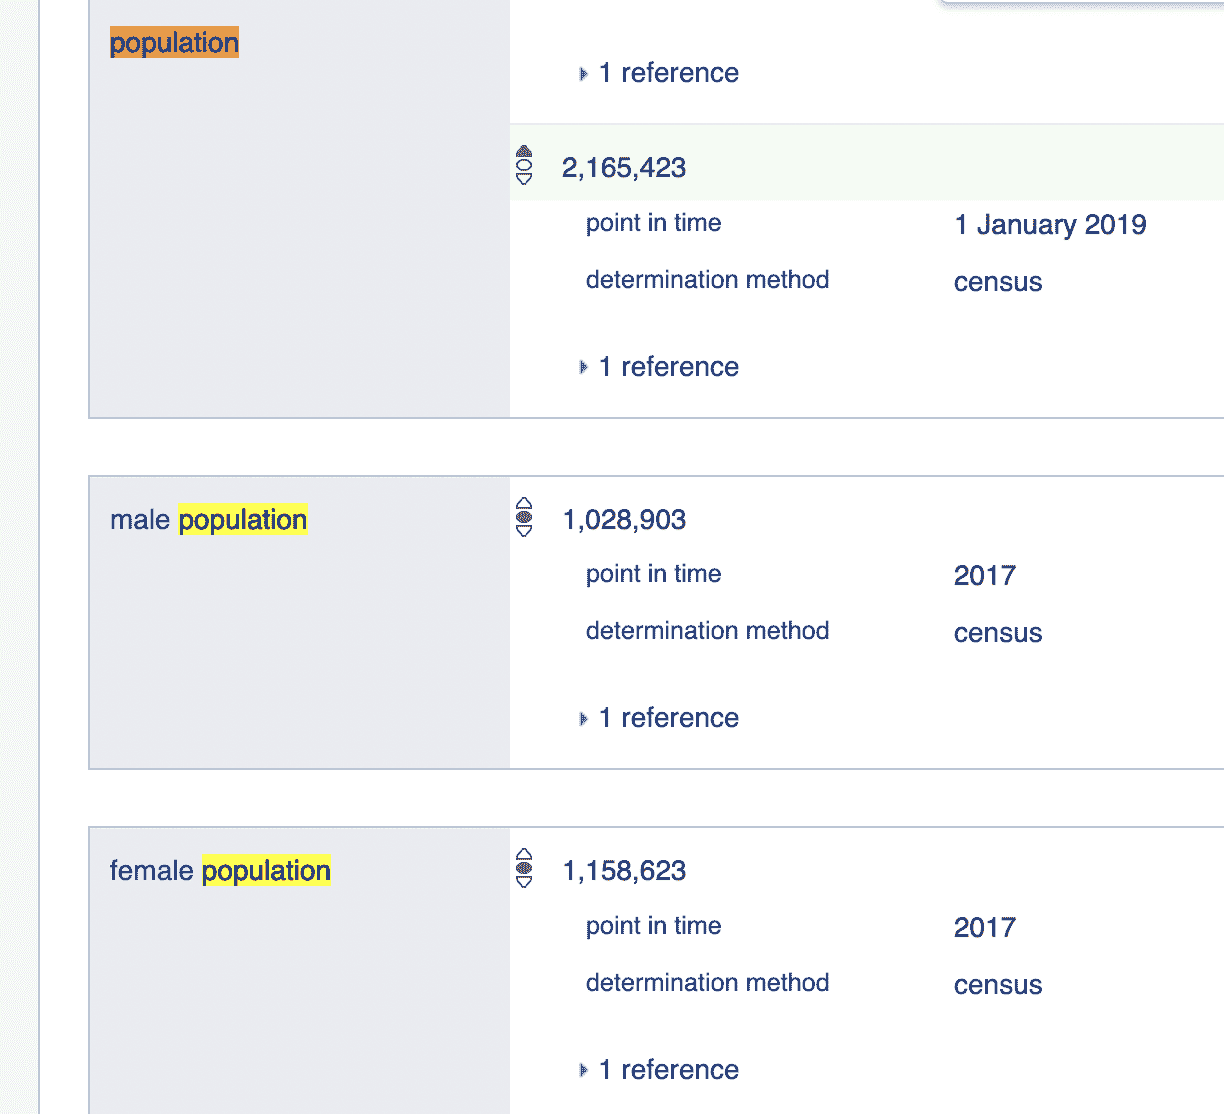 population
1 reference
2,165,423
point in time 1 January 2019
determination method census
1 reference
male population 1,028,903
point in time 2017
determination method census
1 reference
female population 1,158,623
point in time 2017
determination method census
1 reference